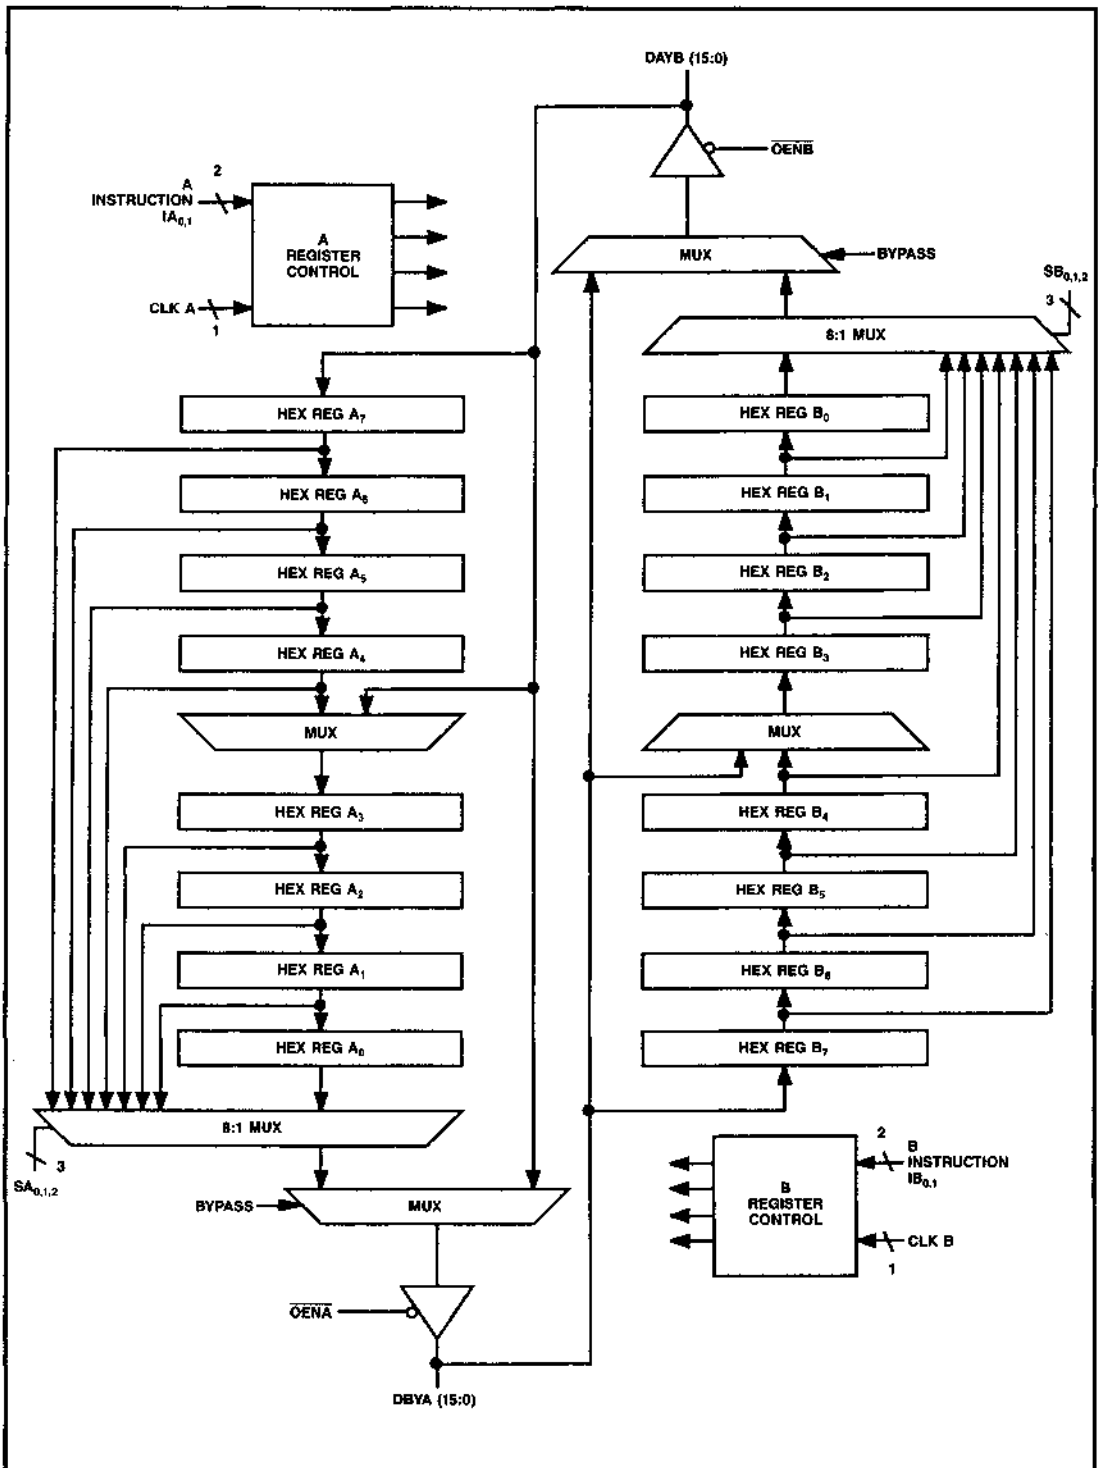 DAYB (15:0)
OENB
MUX
BYPASS
SB0,1,2
3
8:1 MUX
A
INSTRUCTION
IA0,1
2
CLK A
1
A
REGISTER
CONTROL
HEX REG A7
HEX REG A6
HEX REG A5
HEX REG A4
MUX
HEX REG A3
HEX REG A2
HEX REG A1
HEX REG A0
8:1 MUX
3
SA0,1,2
BYPASS
MUX
OENA
DBYA (15:0)
HEX REG B0
HEX REG B1
HEX REG B2
HEX REG B3
MUX
HEX REG B4
HEX REG B5
HEX REG B6
HEX REG B7
B
REGISTER
CONTROL
2
B
INSTRUCTION
IB0,1
CLK B
1